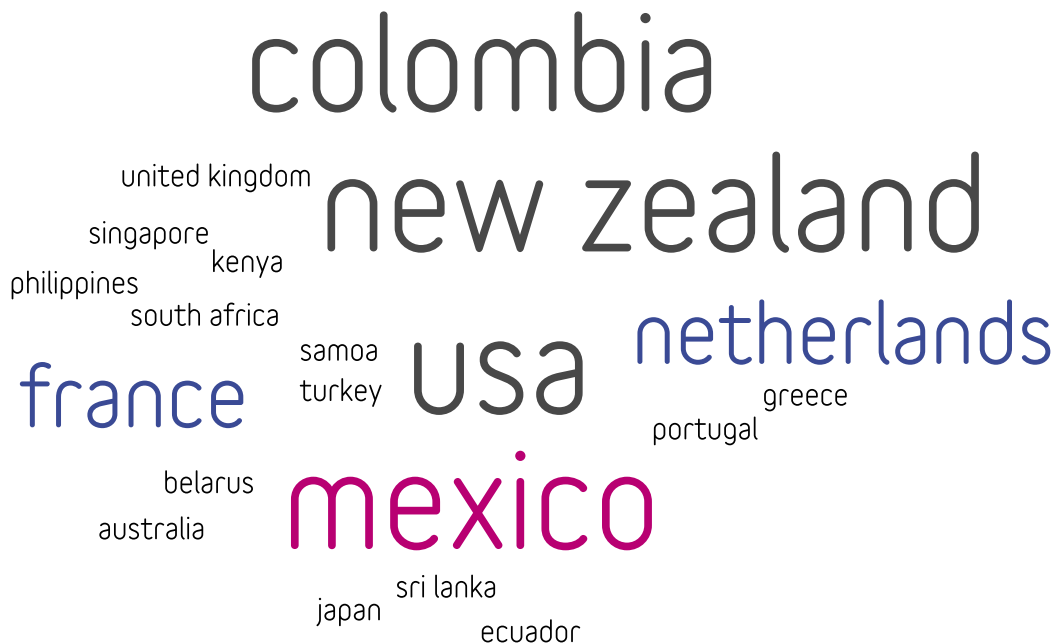 colombia
united kingdom
new zealand
singapore
kenya
philippines
south africa
netherlands
samoa
usa
france
turkey
greece
portugal
belarus
mexico
australia
sri lanka
japan
ecuador